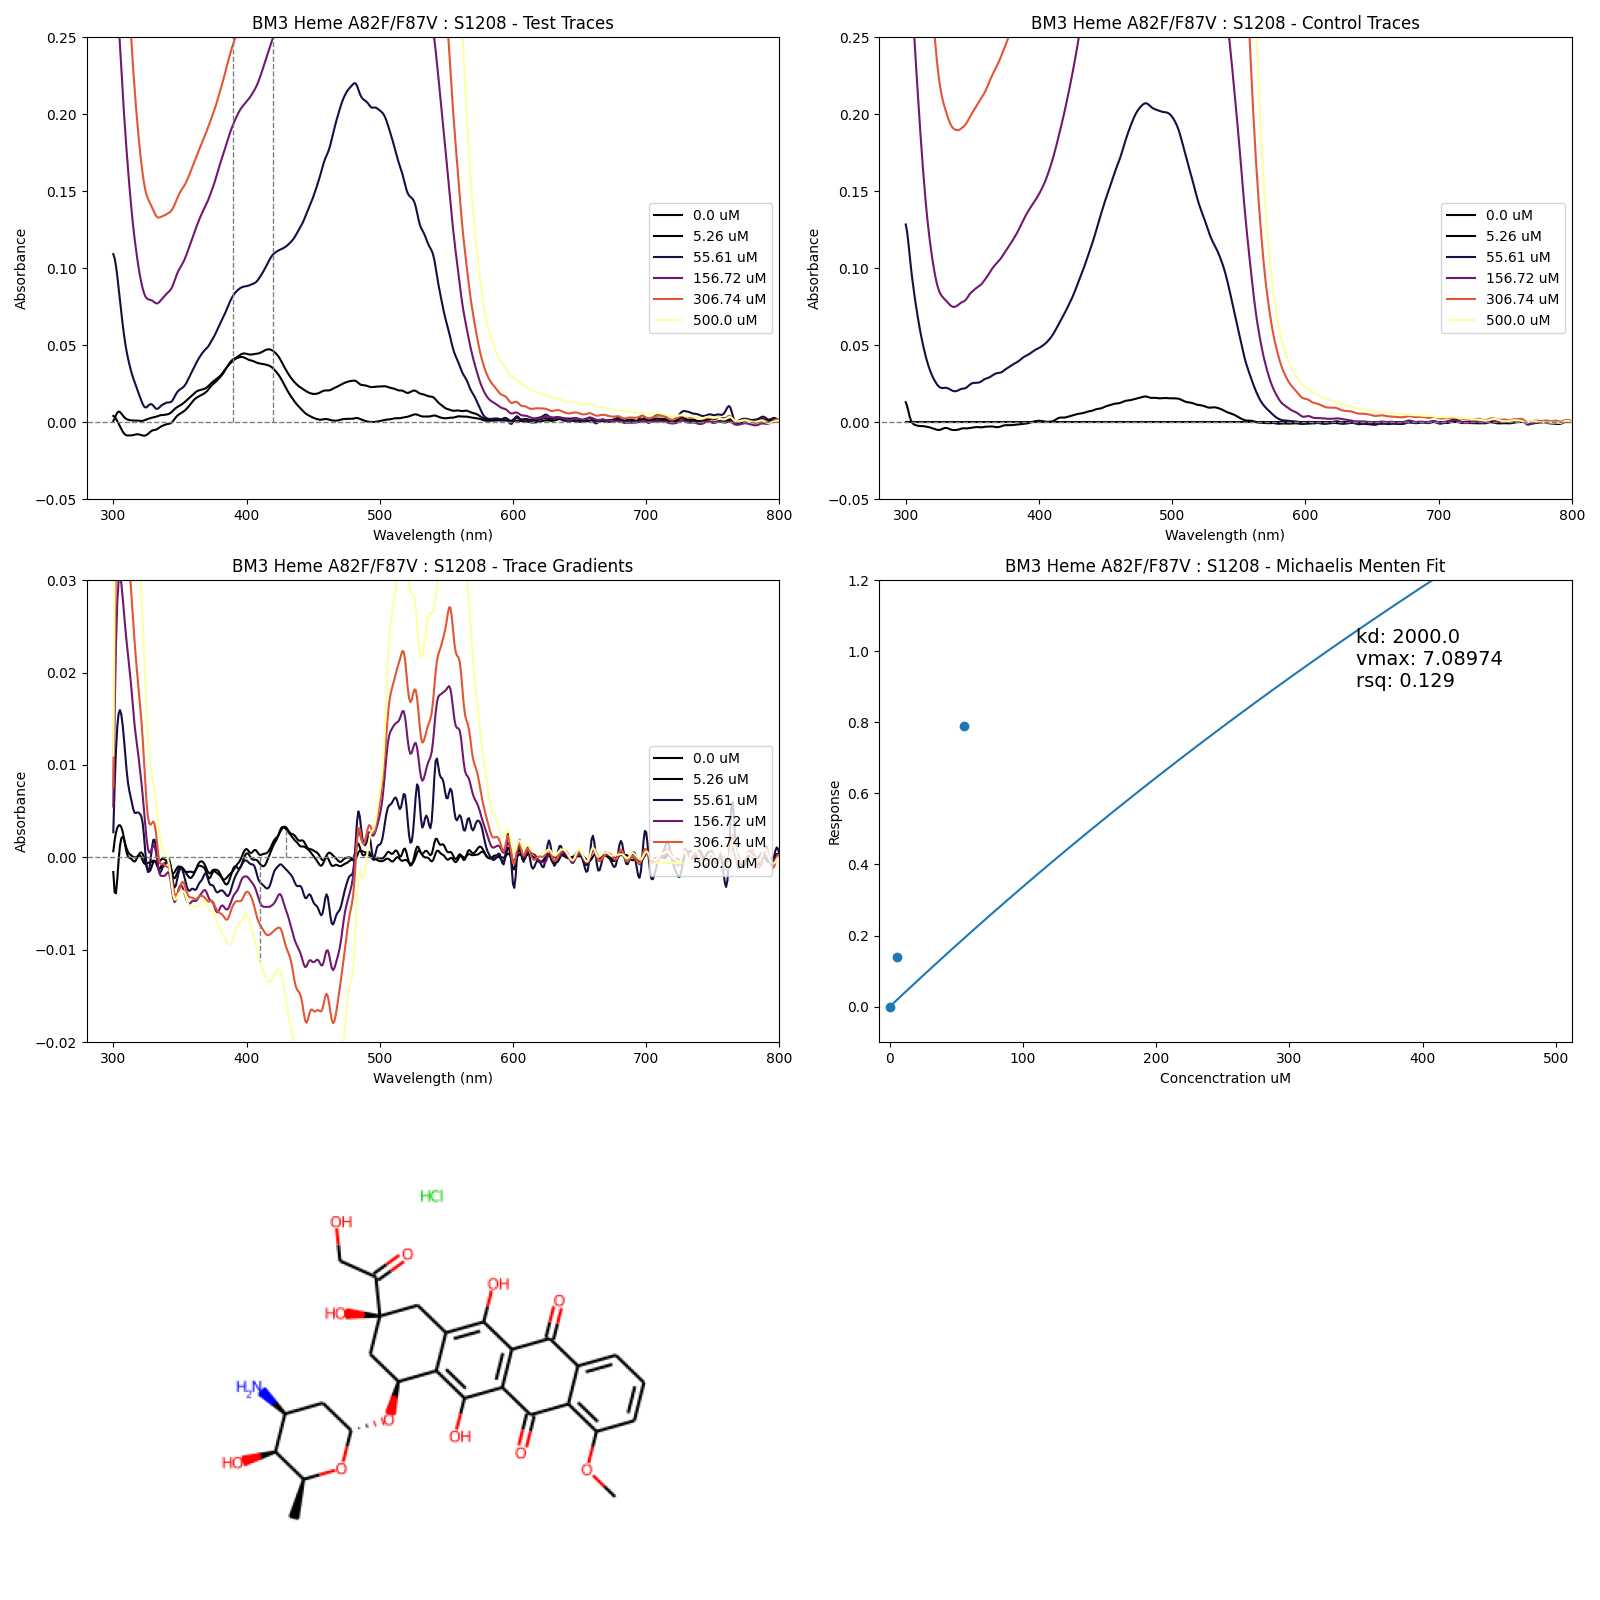 BM3 Heme A82F/F87V : S1208 - Test Traces
0.25
0.20
0.15
0.10
0.05
0.00
−0.05
Absorbance
300 400 500 600 700 800
Wavelength (nm)
0.0 uM
5.26 uM
55.61 uM
156.72 uM
306.74 uM
500.0 uM
BM3 Heme A82F/F87V : S1208 - Control Traces
0.25
0.20
0.15
0.10
0.05
0.00
−0.05
Absorbance
300 400 500 600 700 800
Wavelength (nm)
0.0 uM
5.26 uM
55.61 uM
156.72 uM
306.74 uM
500.0 uM
BM3 Heme A82F/F87V : S1208 - Trace Gradients
0.03
0.02
0.01
0.00
−0.01
−0.02
Absorbance
300 400 500 600 700 800
Wavelength (nm)
0.0 uM
5.26 uM
55.61 uM
156.72 uM
306.74 uM
500.0 uM
BM3 Heme A82F/F87V : S1208 - Michaelis Menten Fit
1.2
1.0
0.8
0.6
0.4
0.2
0.0
Response
0 100 200 300 400 500
Concenctration uM
kd: 2000.0
vmax: 7.08974
rsq: 0.129
HCl
OH
O
OH
O
HO
H2N
O
OH
O
HO
O
O